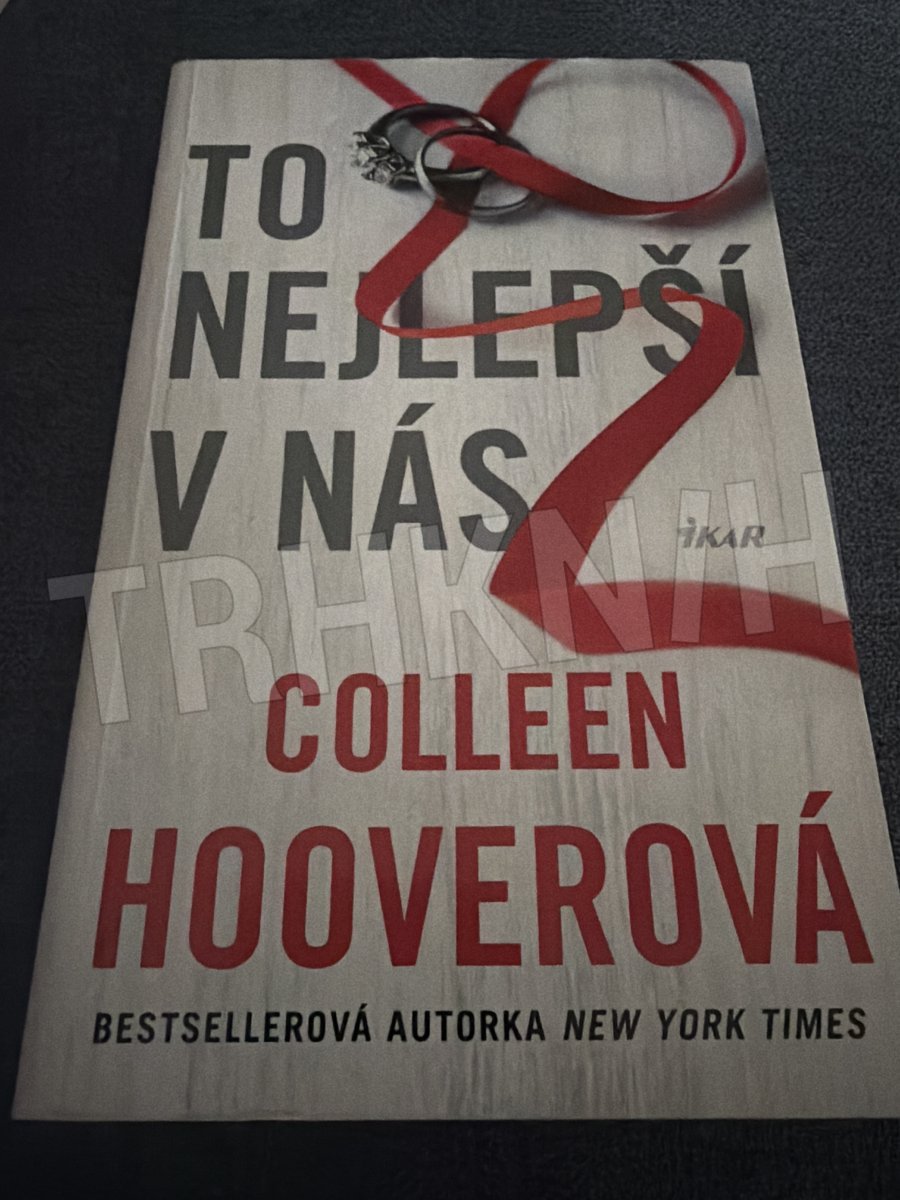 TO
NEJLEPŠÍ
V NÁS
IKAR
TRHKNIH
COLLEEN
HOOVEROVÁ
BESTSELLEROVÁ AUTORKA NEW YORK TIMES